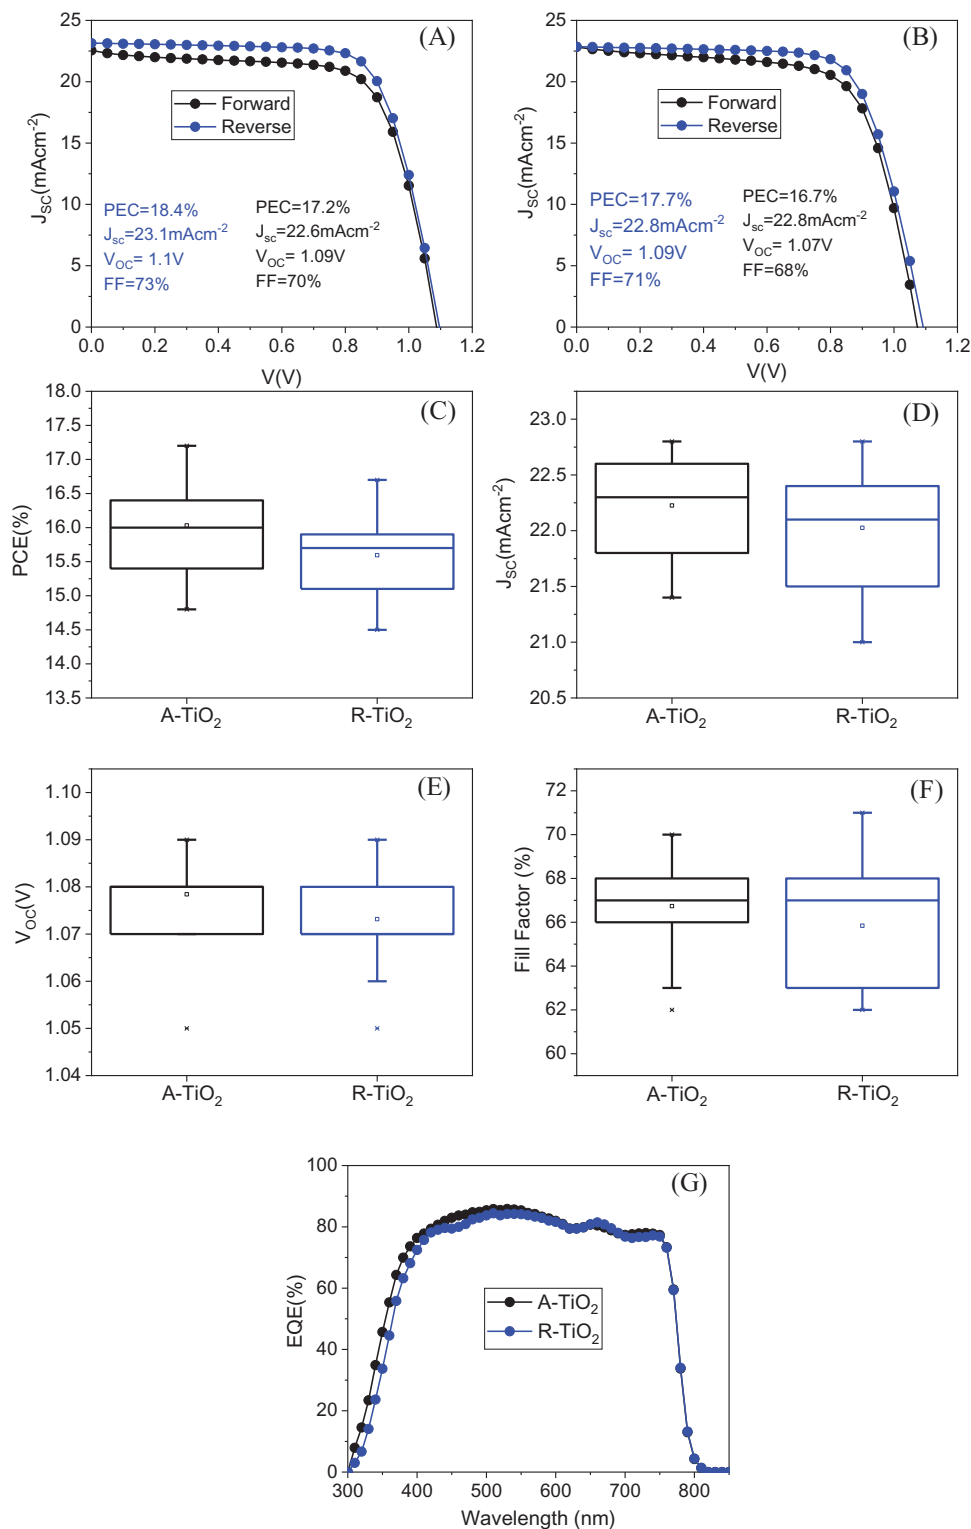 (A)
25
20
15
10
5
0
J_SC(mAcm⁻²)
Forward
Reverse
PEC=18.4%
J_sc=23.1mAcm⁻²
V_OC= 1.1V
FF=73%
PEC=17.2%
J_sc=22.6mAcm⁻²
V_OC= 1.09V
FF=70%
0.0 0.2 0.4 0.6 0.8 1.0 1.2
V(V)
(B)
25
20
15
10
5
0
J_SC(mAcm⁻²)
Forward
Reverse
PEC=17.7%
J_sc=22.8mAcm⁻²
V_OC= 1.09V
FF=71%
PEC=16.7%
J_sc=22.8mAcm⁻²
V_OC= 1.07V
FF=68%
0.0 0.2 0.4 0.6 0.8 1.0 1.2
V(V)
(C)
18.0
17.5
17.0
16.5
16.0
15.5
15.0
14.5
14.0
13.5
PCE(%)
A-TiO₂ R-TiO₂
(D)
23.0
22.5
22.0
21.5
21.0
20.5
J_SC(mAcm⁻²)
A-TiO₂ R-TiO₂
(E)
1.10
1.09
1.08
1.07
1.06
1.05
1.04
V_OC(V)
A-TiO₂ R-TiO₂
(F)
72
70
68
66
64
62
60
Fill Factor (%)
A-TiO₂ R-TiO₂
(G)
100
80
60
40
20
0
EQE(%)
A-TiO₂
R-TiO₂
300 400 500 600 700 800
Wavelength (nm)